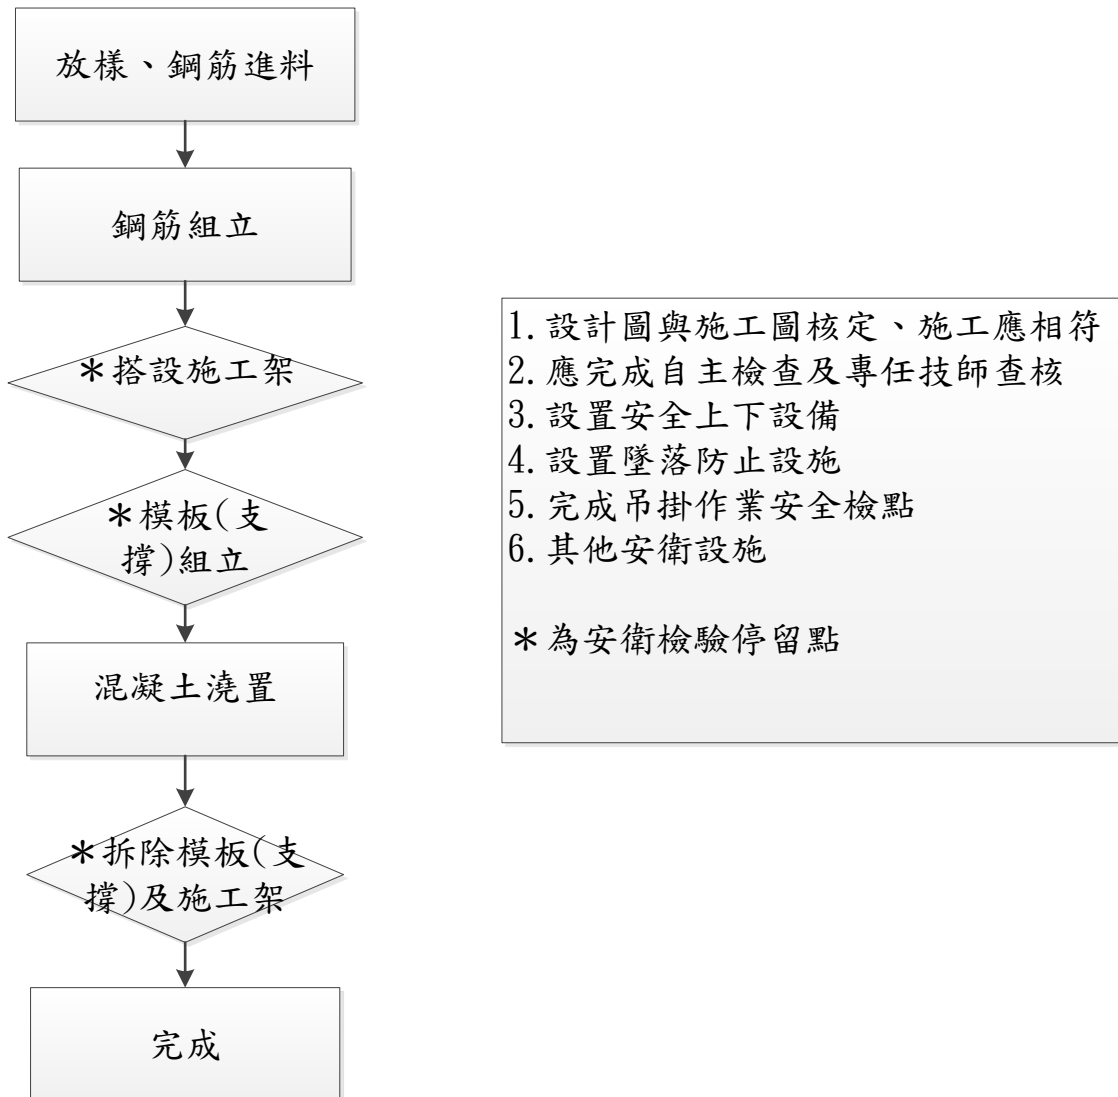 放樣、鋼筋進料
鋼筋組立
＊搭設施工架
＊模板(支
撐)組立
混凝土澆置
＊拆除模板(支
撐)及施工架
完成
1.設計圖與施工圖核定、施工應相符
2.應完成自主檢查及專任技師查核
3.設置安全上下設備
4.設置墜落防止設施
5.完成吊掛作業安全檢點
6.其他安衛設施
＊為安衛檢驗停留點